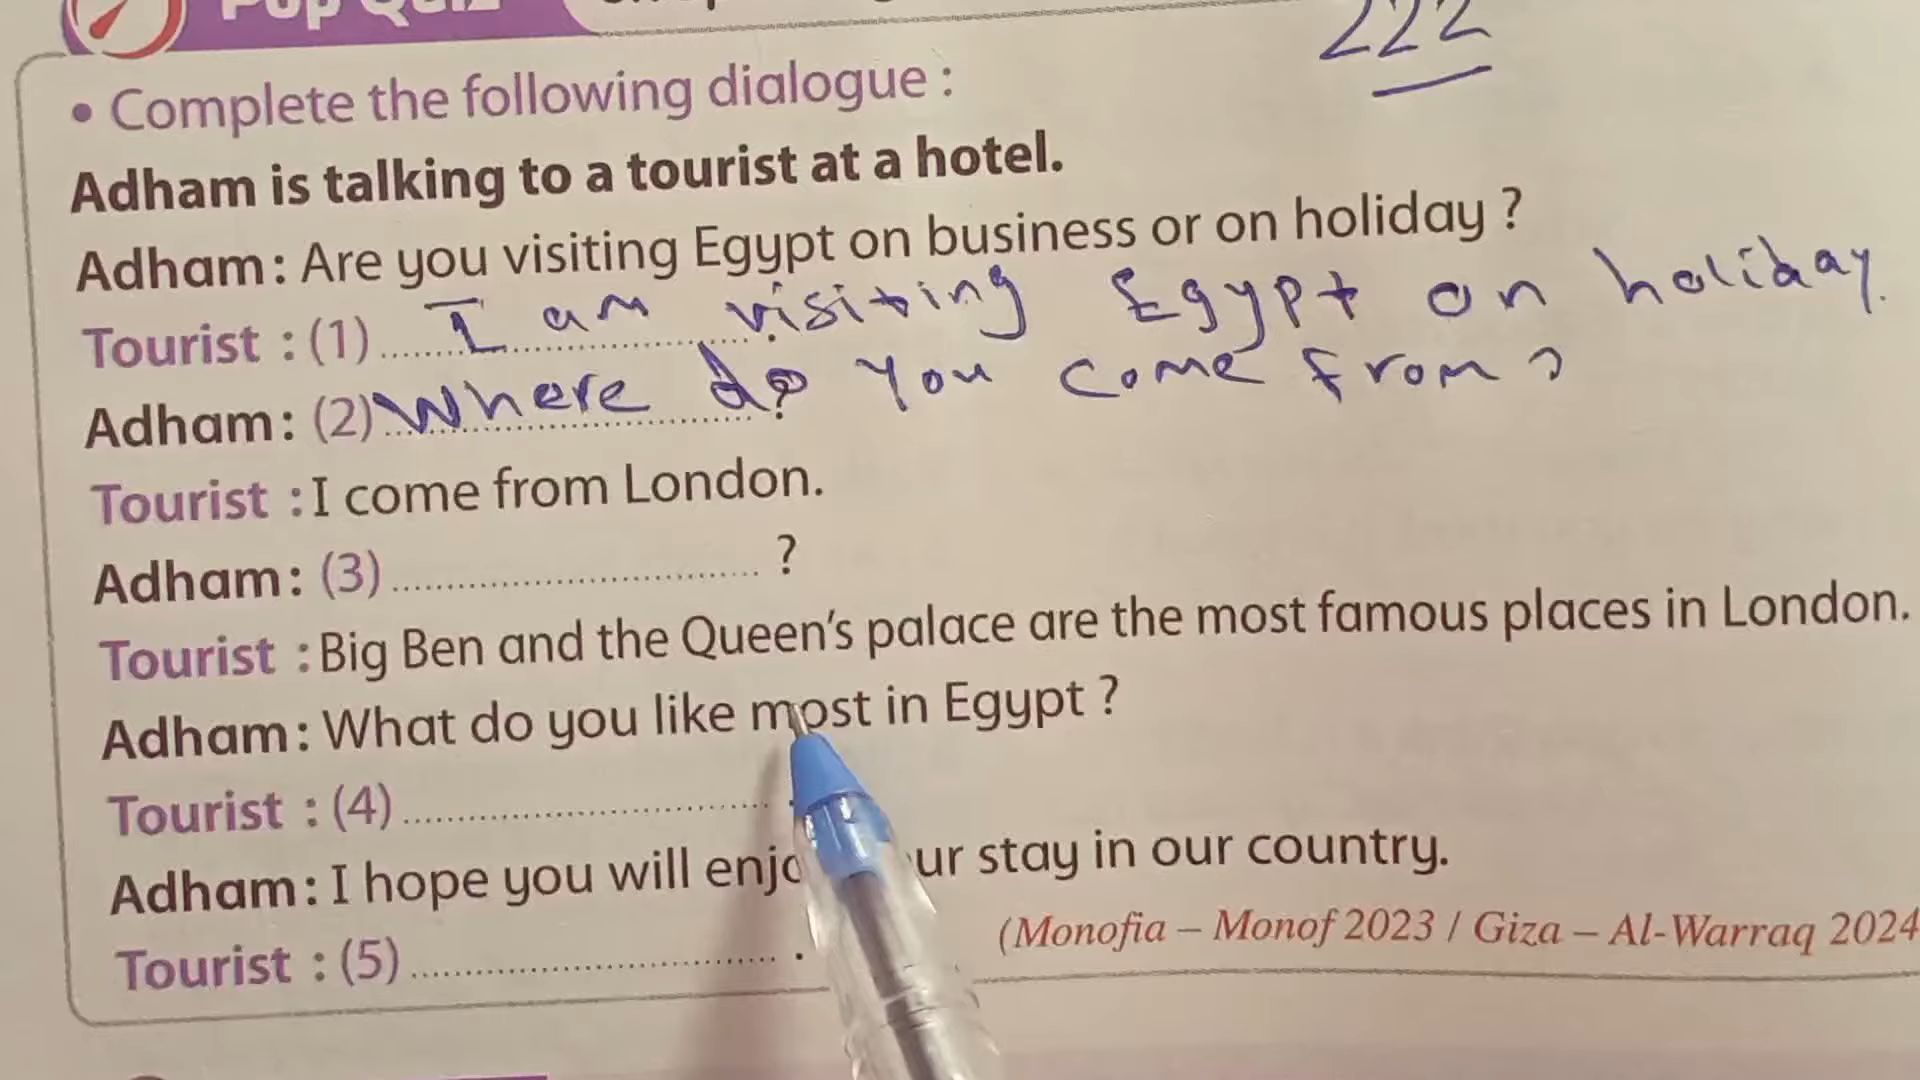 Pop Quiz
222
• Complete the following dialogue :
Adham is talking to a tourist at a hotel.
Adham : Are you visiting Egypt on business or on holiday ?
Tourist : (1) I am visiting Egypt on holiday.
Adham : (2) Where do you come from ?
Tourist : I come from London.
Adham : (3) .................................... ?
Tourist : Big Ben and the Queen's palace are the most famous places in London.
Adham : What do you like most in Egypt ?
Tourist : (4) .................................... .
Adham : I hope you will enjo ur stay in our country.
Tourist : (5) .................................... .
(Monofia – Monof 2023 / Giza – Al-Warraq 2024